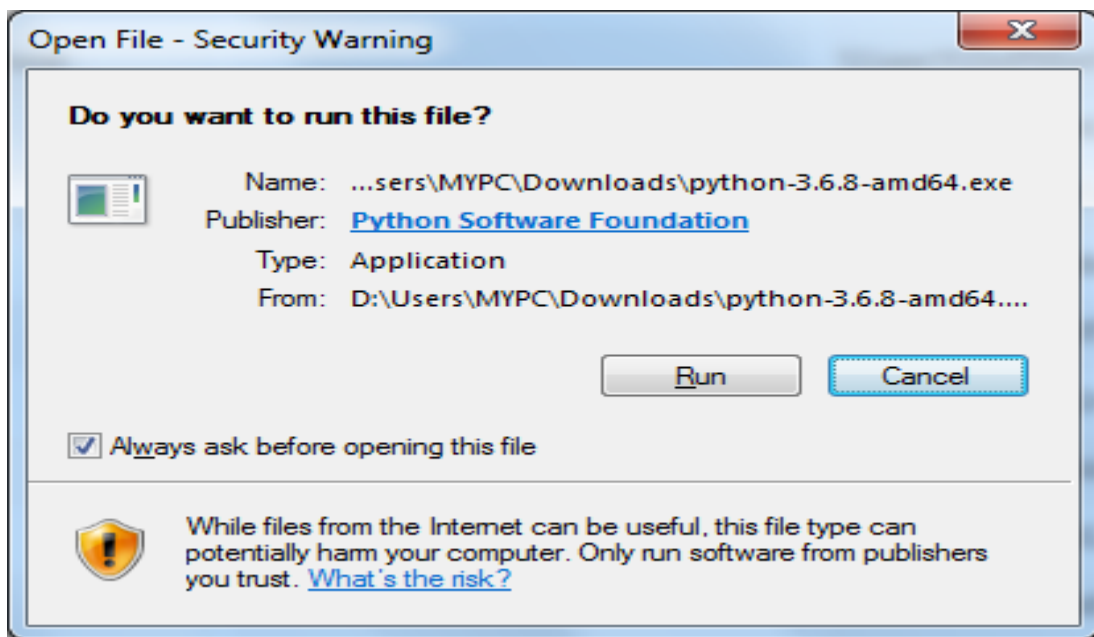 Open File - Security Warning
Do you want to run this file?
Name: ...sers\MYPC\Downloads\python-3.6.8-amd64.exe
Publisher: Python Software Foundation
Type: Application
From: D:\Users\MYPC\Downloads\python-3.6.8-amd64....
Run Cancel
Always ask before opening this file
While files from the Internet can be useful, this file type can
potentially harm your computer. Only run software from publishers
you trust. What's the risk?